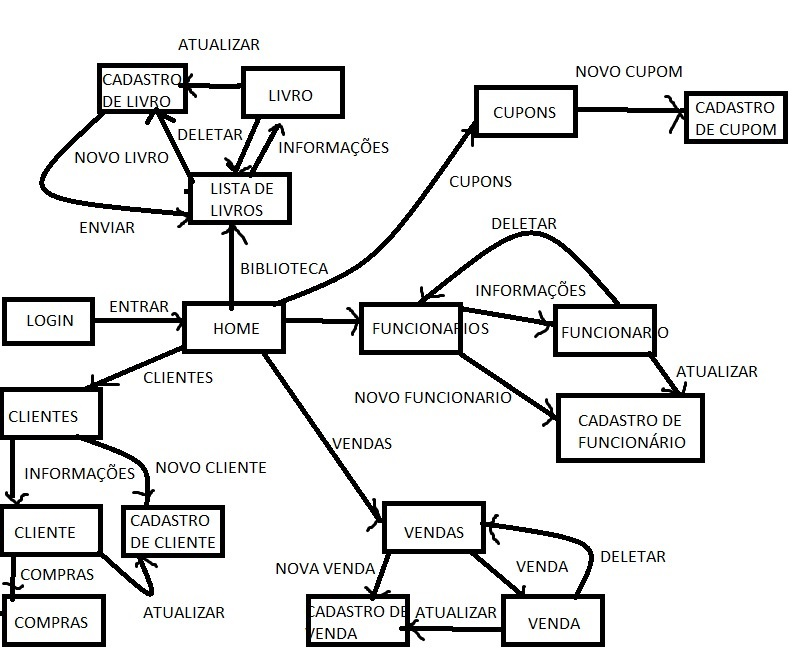 ATUALIZAR
CADASTRO
DE LIVRO
LIVRO
NOVO CUPOM
CUPONS
CADASTRO
DE CUPOM
DELETAR
INFORMAÇÕES
NOVO LIVRO
LISTA DE
LIVROS
CUPONS
ENVIAR
DELETAR
BIBLIOTECA
INFORMAÇÕES
LOGIN
ENTRAR
HOME
FUNCIONARIOS
FUNCIONARIO
CLIENTES
ATUALIZAR
NOVO FUNCIONARIO
CLIENTES
CADASTRO DE
FUNCIONÁRIO
VENDAS
INFORMAÇÕES
NOVO CLIENTE
CLIENTE
CADASTRO
DE CLIENTE
VENDAS
DELETAR
COMPRAS
NOVA VENDA
VENDA
COMPRAS
ATUALIZAR
CADASTRO DE
VENDA
ATUALIZAR
VENDA